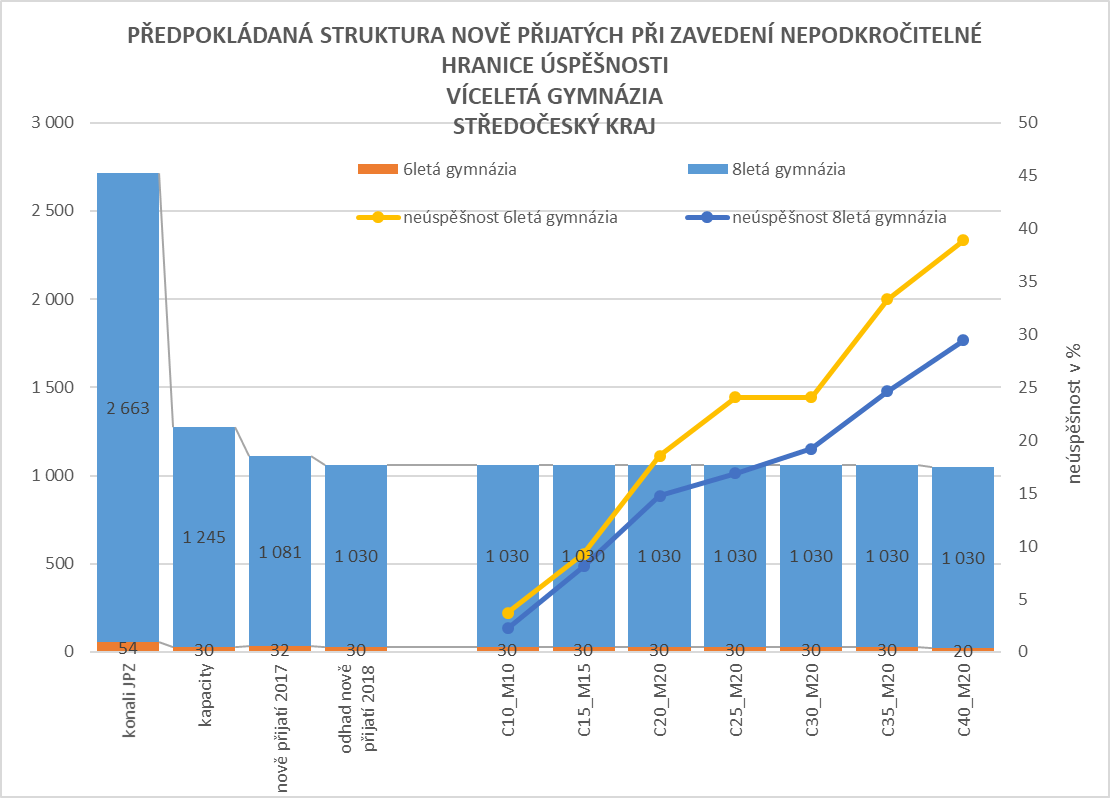 PŘEDPOKLÁDANÁ STRUKTURA NOVĚ PŘIJATÝCH PŘI ZAVEDENÍ NEPODKROČITELNÉ
HRANICE ÚSPĚŠNOSTI
VÍCELETÁ GYMNÁZIA
STŘEDOČESKÝ KRAJ
6letá gymnázia
8letá gymnázia
neúspěšnost 6letá gymnázia
neúspěšnost 8letá gymnázia
3 000
2 500
2 000
1 500
1 000
500
0
50
45
40
35
30
25
20
15
10
5
0
neúspěšnost v %
2 663
1 245
1 081
1 030
1 030
1 030
1 030
1 030
1 030
1 030
1 030
54
30
32
30
30
30
30
30
30
30
20
konali JPZ
kapacity
nově přijatí 2017
odhad nově
přijatí 2018
C10_M10
C15_M15
C20_M20
C25_M20
C30_M20
C35_M20
C40_M20